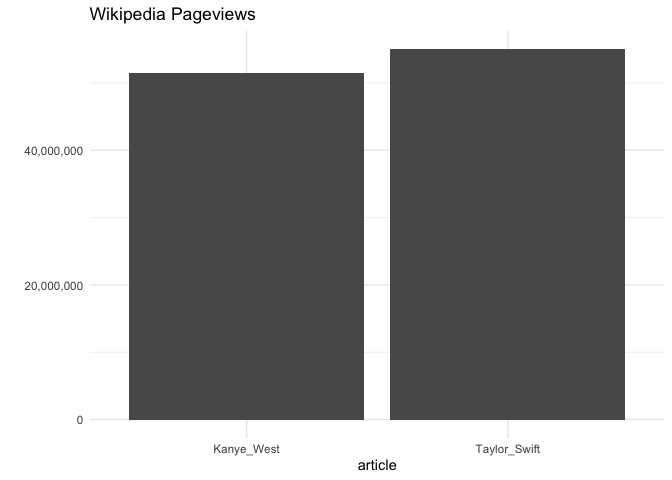 Wikipedia Pageviews
40,000,000
20,000,000
0
Kanye_West Taylor_Swift
article